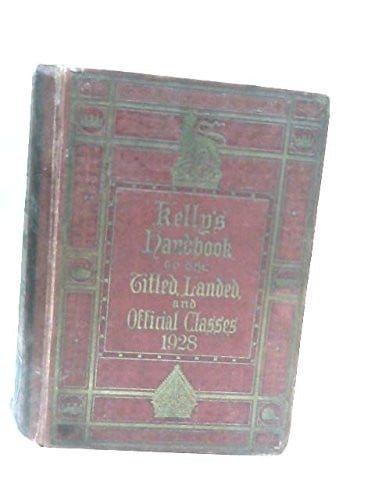 Kelly's
Handbook
to the
Titled, Landed,
and
Official Classes
1928